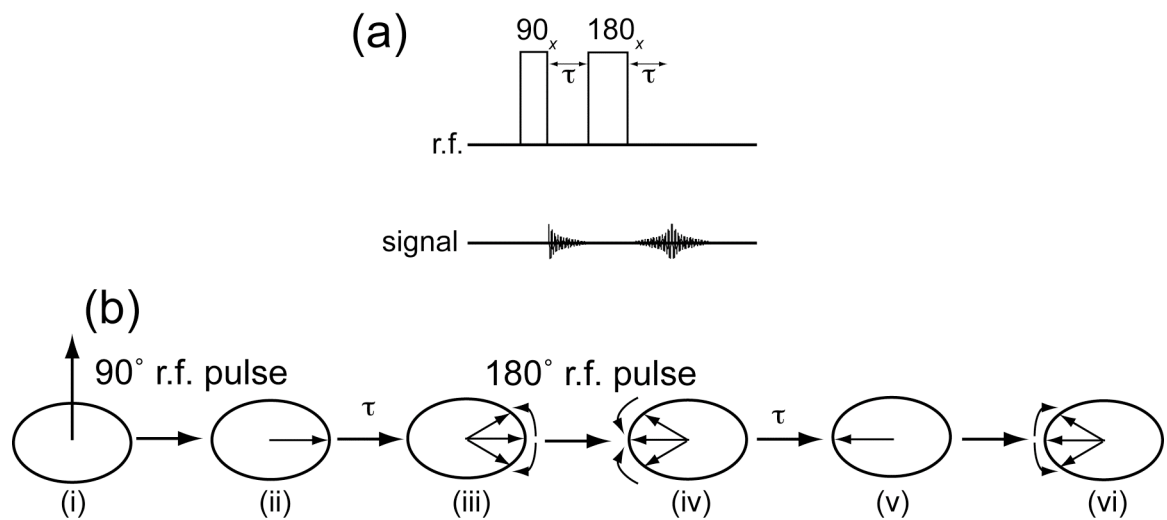 (a)
90x 180x
τ τ
r.f.
signal
(b)
90° r.f. pulse 180° r.f. pulse
τ τ
(i) (ii) (iii) (iv) (v) (vi)